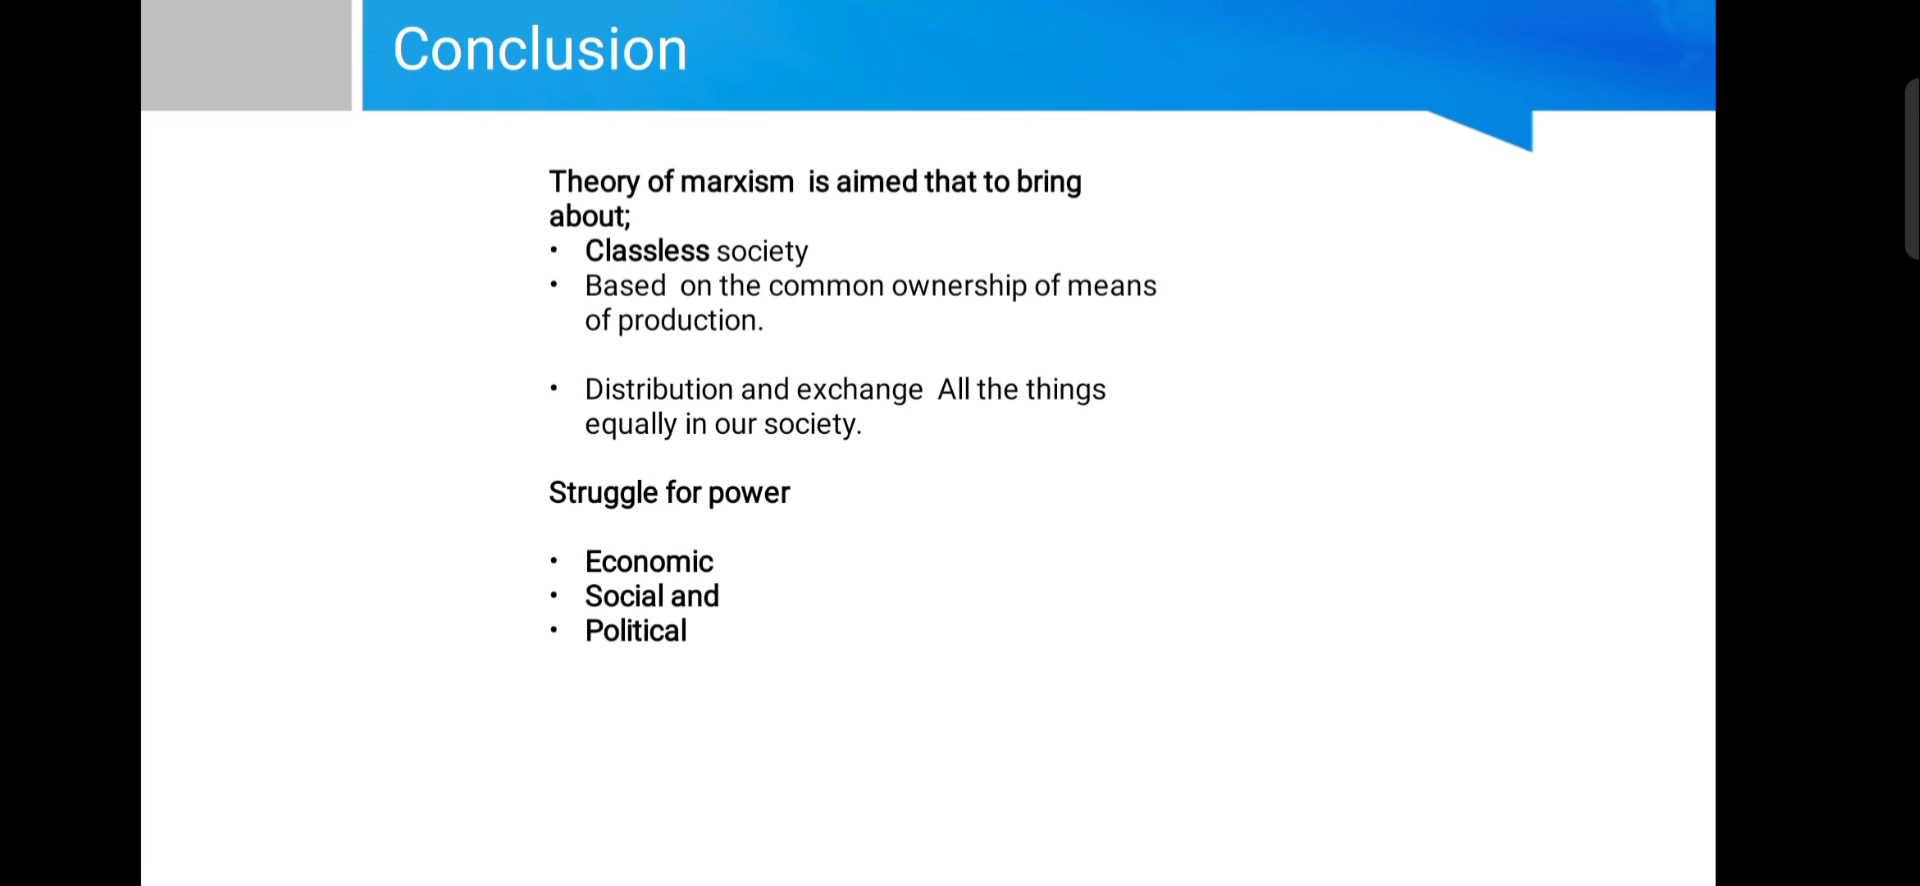 Conclusion
Theory of marxism  is aimed that to bring
about;
• Classless society
• Based  on the common ownership of means
of production.
• Distribution and exchange  All the things
equally in our society.
Struggle for power
• Economic
• Social and
• Political